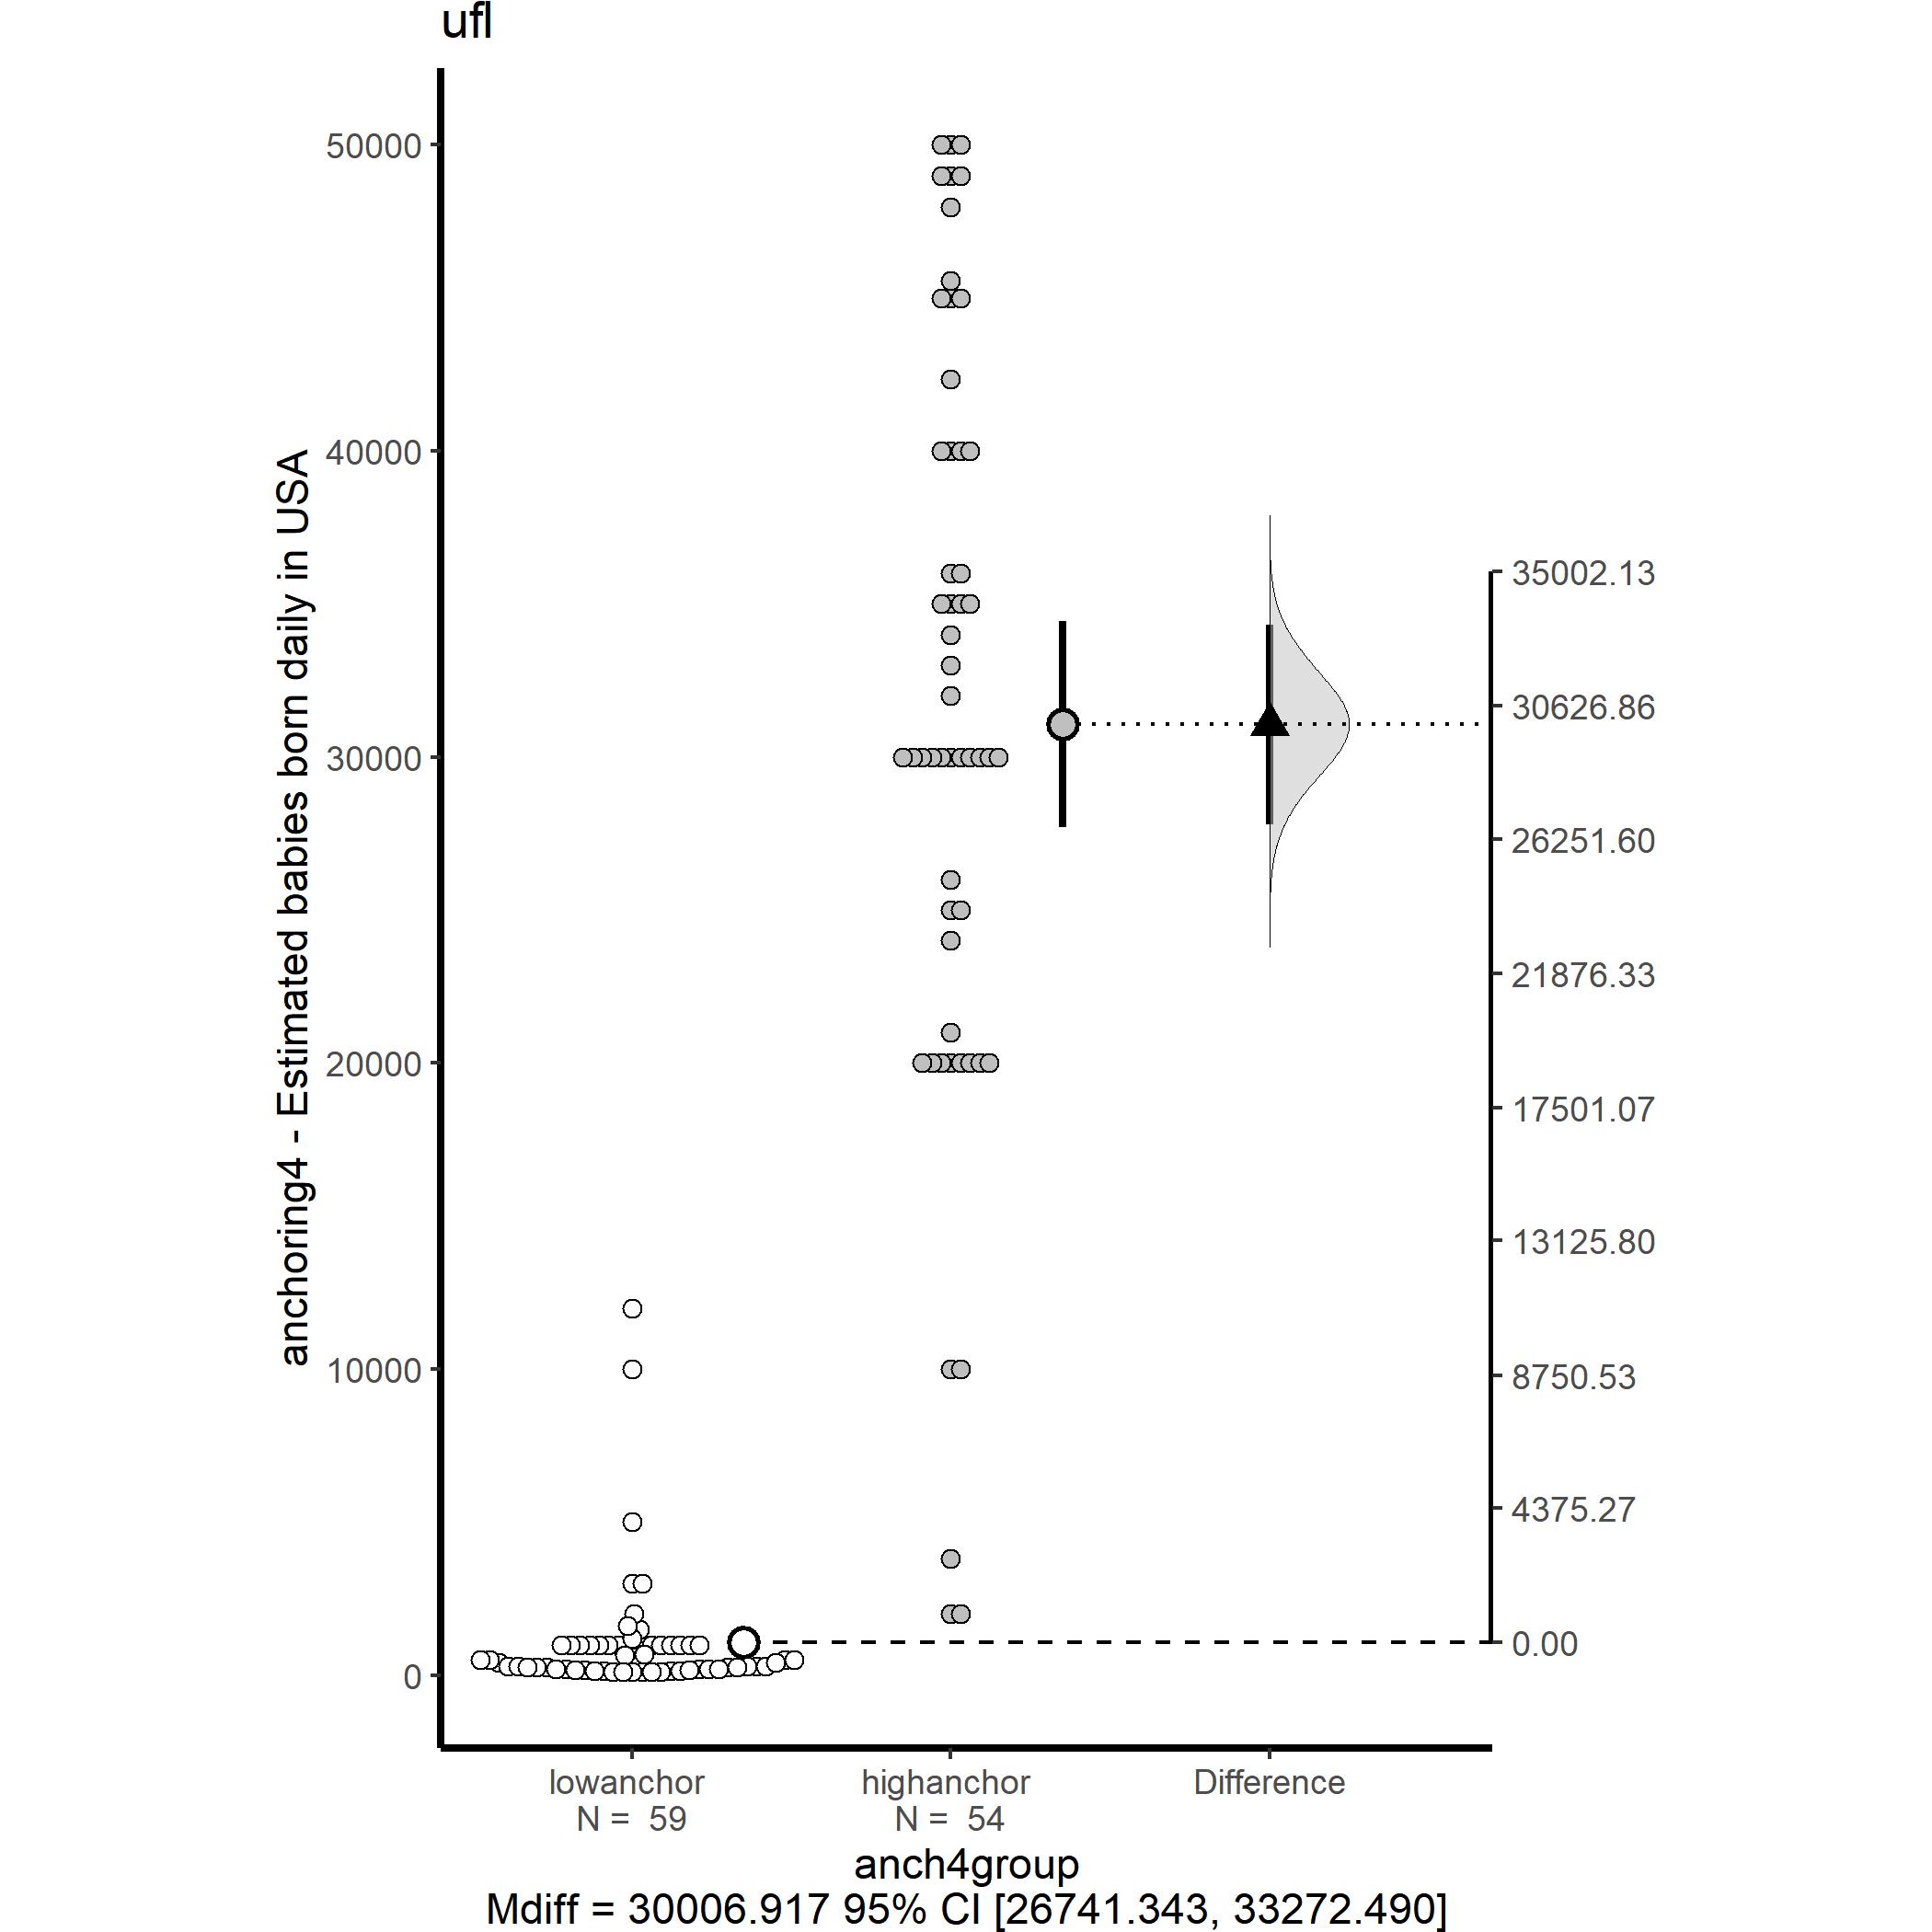 ufl
anchoring4 - Estimated babies born daily in USA
50000
40000
30000
20000
10000
0
35002.13
30626.86
26251.60
21876.33
17501.07
13125.80
8750.53
4375.27
0.00
lowanchor
N =  59
highanchor
N =  54
Difference
anch4group
Mdiff = 30006.917 95% CI [26741.343, 33272.490]